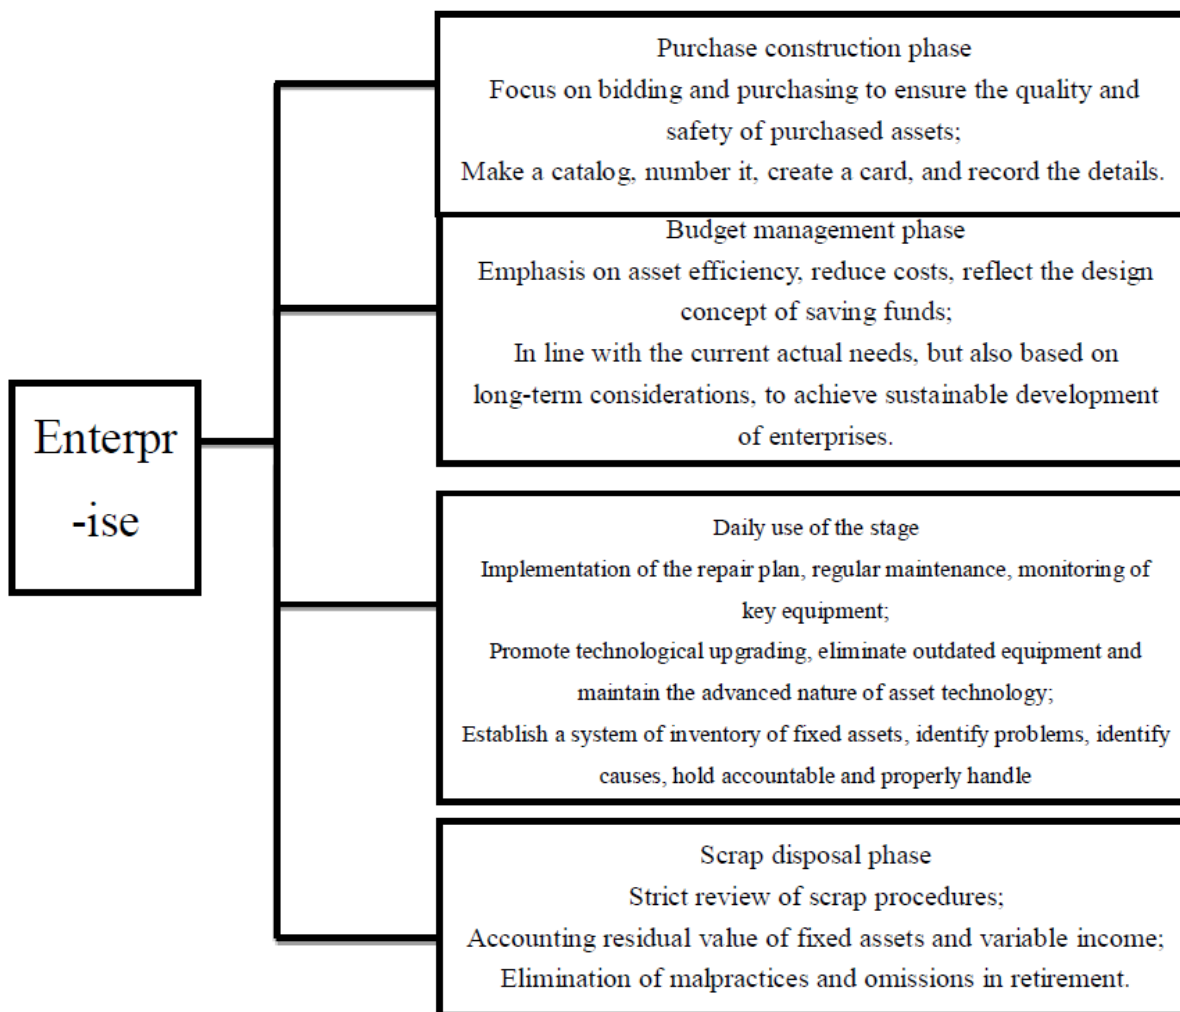 Purchase construction phase
Focus on bidding and purchasing to ensure the quality and
safety of purchased assets;
Make a catalog, number it, create a card, and record the details.
Budget management phase
Emphasis on asset efficiency, reduce costs, reflect the design
concept of saving funds;
In line with the current actual needs, but also based on
long-term considerations, to achieve sustainable development
of enterprises.
Enterpr
-ise
Daily use of the stage
Implementation of the repair plan, regular maintenance, monitoring of
key equipment;
Promote technological upgrading, eliminate outdated equipment and
maintain the advanced nature of asset technology;
Establish a system of inventory of fixed assets, identify problems, identify
causes, hold accountable and properly handle
Scrap disposal phase
Strict review of scrap procedures;
Accounting residual value of fixed assets and variable income;
Elimination of malpractices and omissions in retirement.